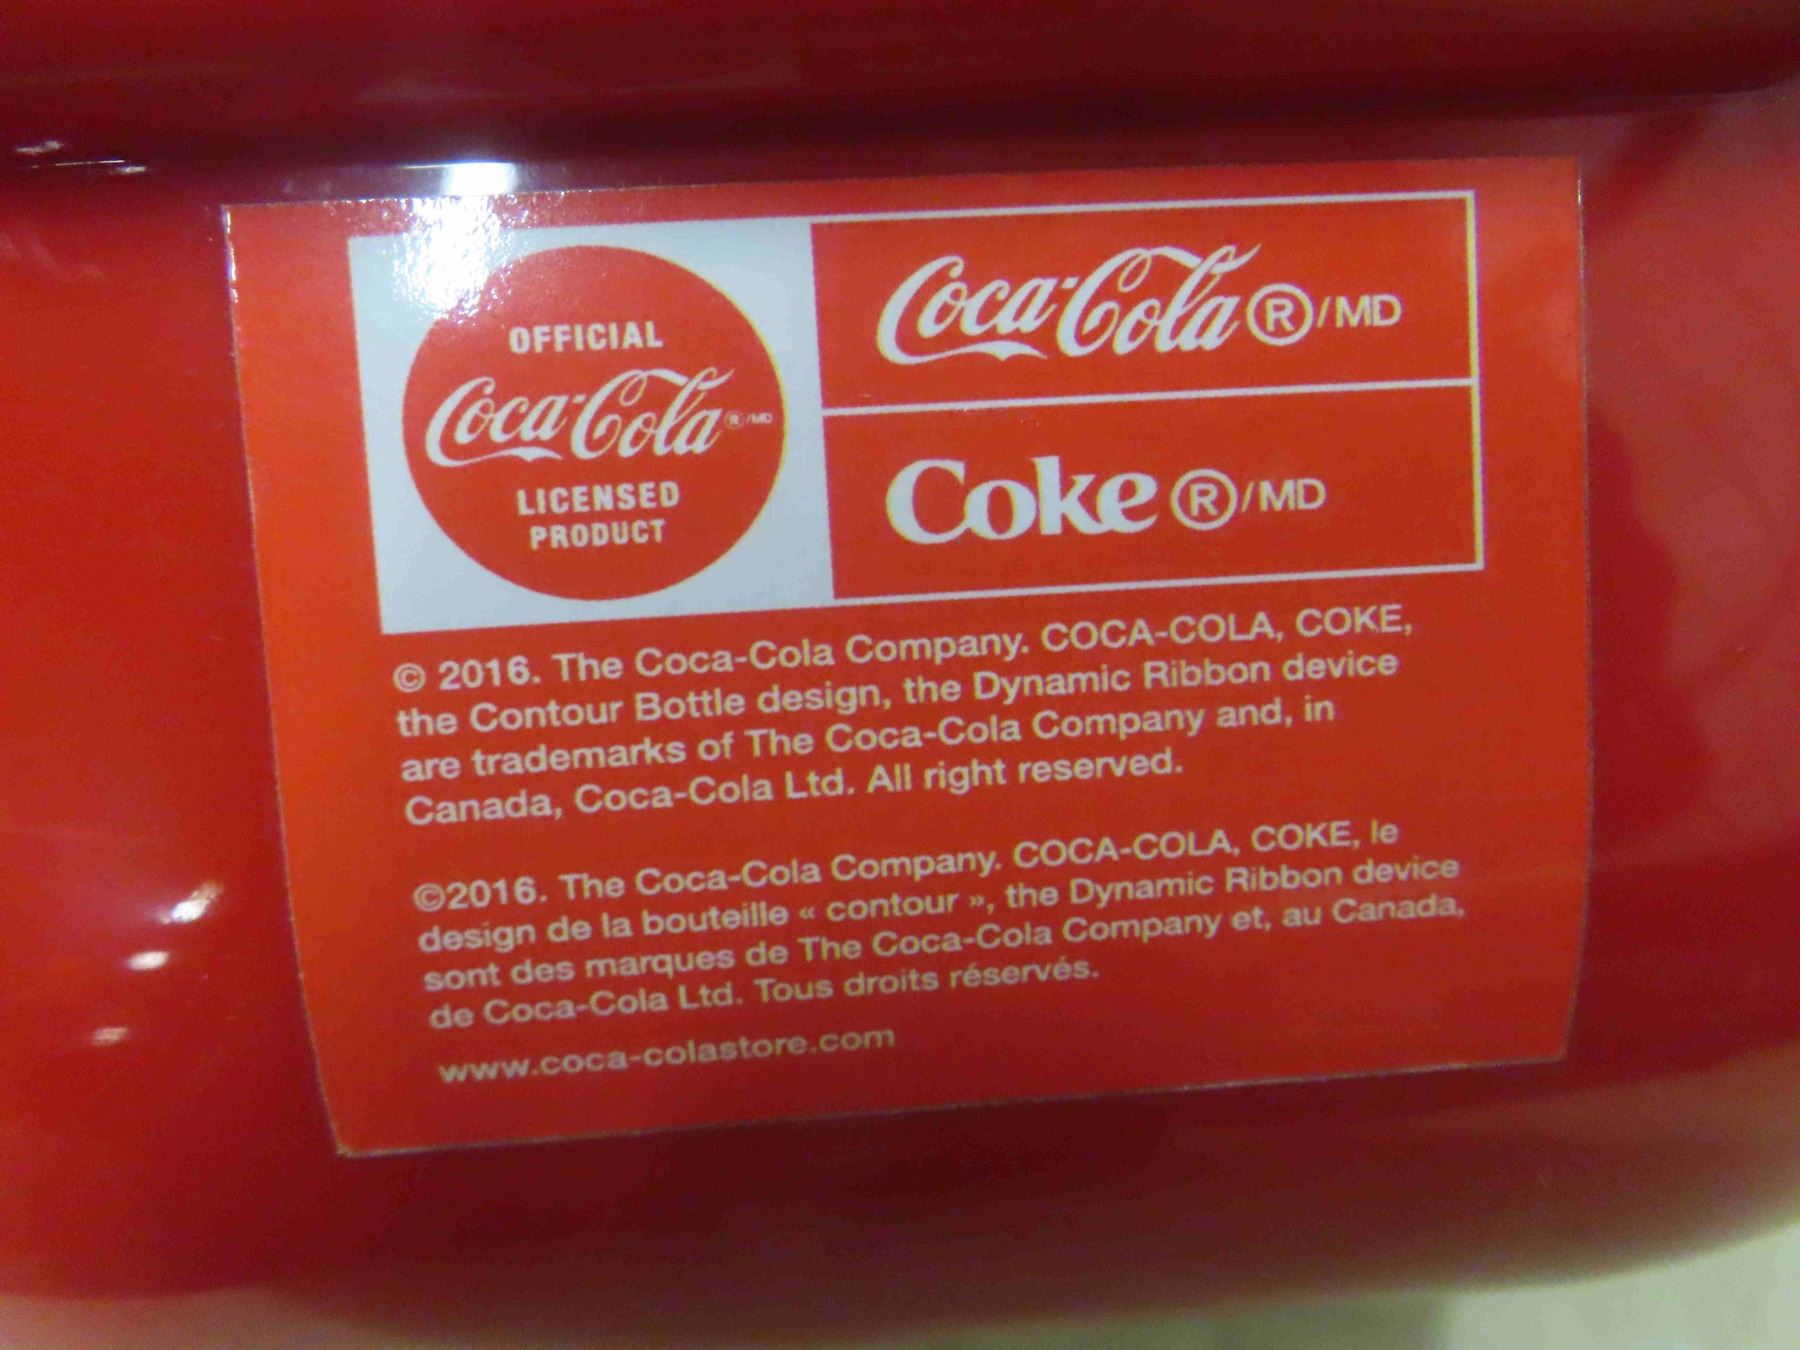 OFFICIAL
Coca-Cola ®/MD
LICENSED
PRODUCT
Coca-Cola ®/MD
Coke ®/MD
© 2016. The Coca-Cola Company. COCA-COLA, COKE,
the Contour Bottle design, the Dynamic Ribbon device
are trademarks of The Coca-Cola Company and, in
Canada, Coca-Cola Ltd. All right reserved.
©2016. The Coca-Cola Company. COCA-COLA, COKE, le
design de la bouteille « contour », the Dynamic Ribbon device
sont des marques de The Coca-Cola Company et, au Canada,
de Coca-Cola Ltd. Tous droits réservés.
www.coca-colastore.com